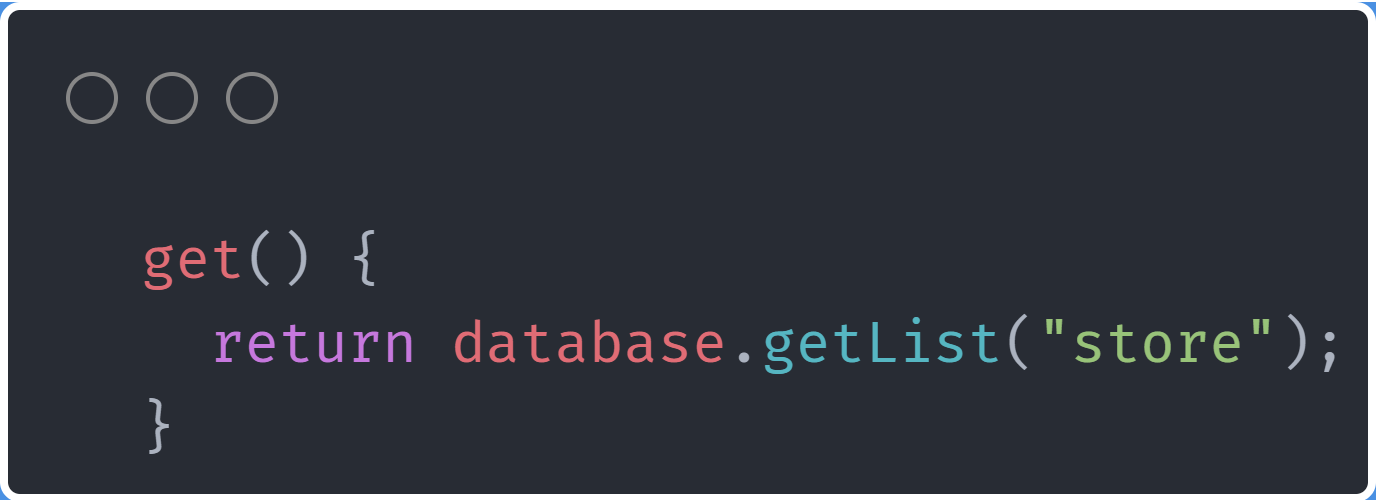 get() {
  return database.getList("store");
}